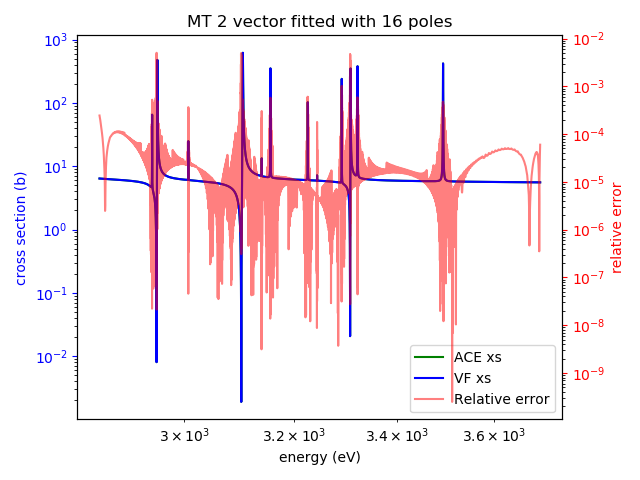 MT 2 vector fitted with 16 poles
10³
10²
10¹
10⁰
10⁻¹
10⁻²
cross section (b)
10⁻²
10⁻³
10⁻⁴
10⁻⁵
10⁻⁶
10⁻⁷
10⁻⁸
10⁻⁹
relative error
ACE xs
VF xs
Relative error
3 × 10³ 3.2 × 10³ 3.4 × 10³ 3.6 × 10³
energy (eV)